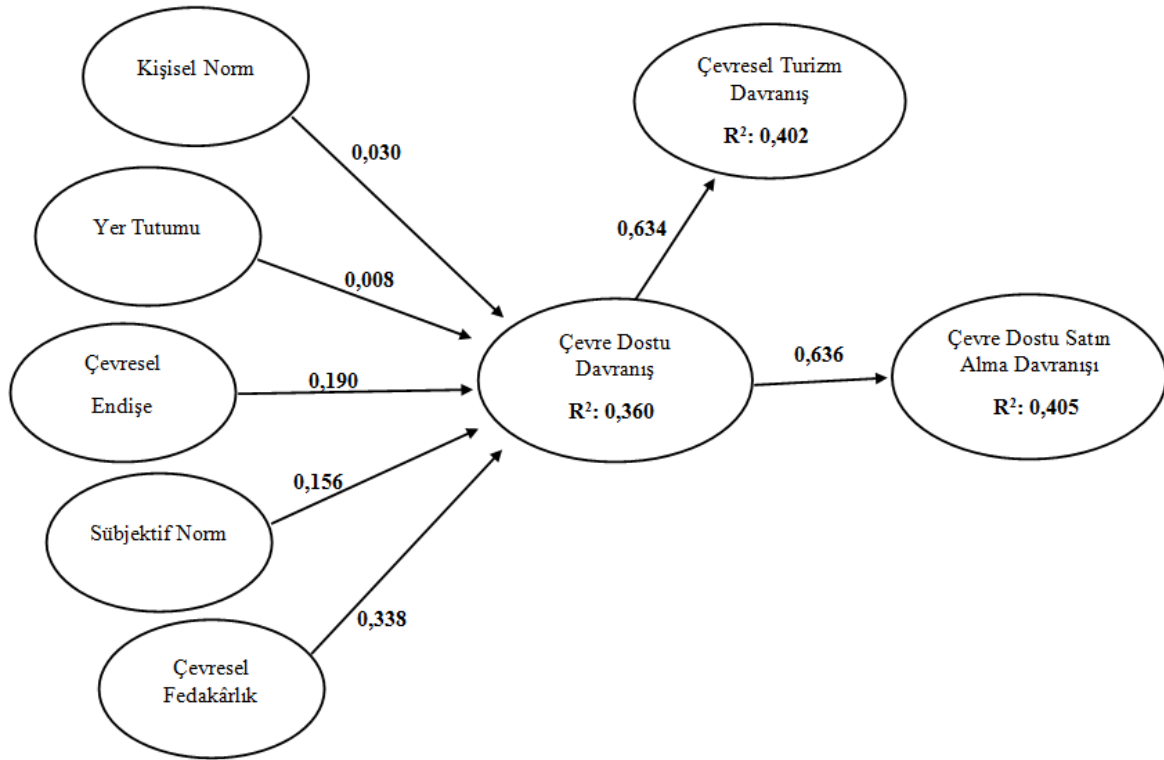 Kişisel Norm
0,030
Yer Tutumu
0,008
Çevresel
Endişe
0,190
Sübjektif Norm
0,156
Çevresel
Fedakârlık
0,338
Çevre Dostu
Davranış
R²: 0,360
0,634
Çevresel Turizm
Davranış
R²: 0,402
0,636
Çevre Dostu Satın
Alma Davranışı
R²: 0,405